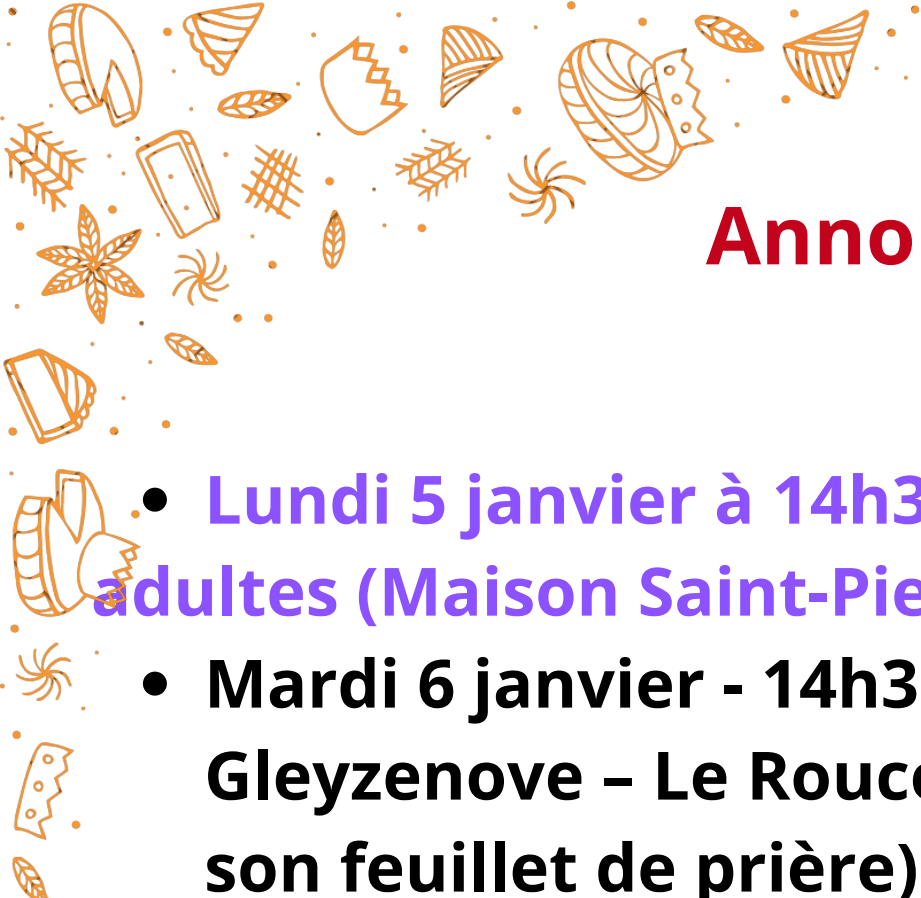 Anno
• Lundi 5 janvier à 14h3
adultes (Maison Saint-Pie
• Mardi 6 janvier - 14h3
Gleyzenove – Le Rouc
son feuillet de prière)